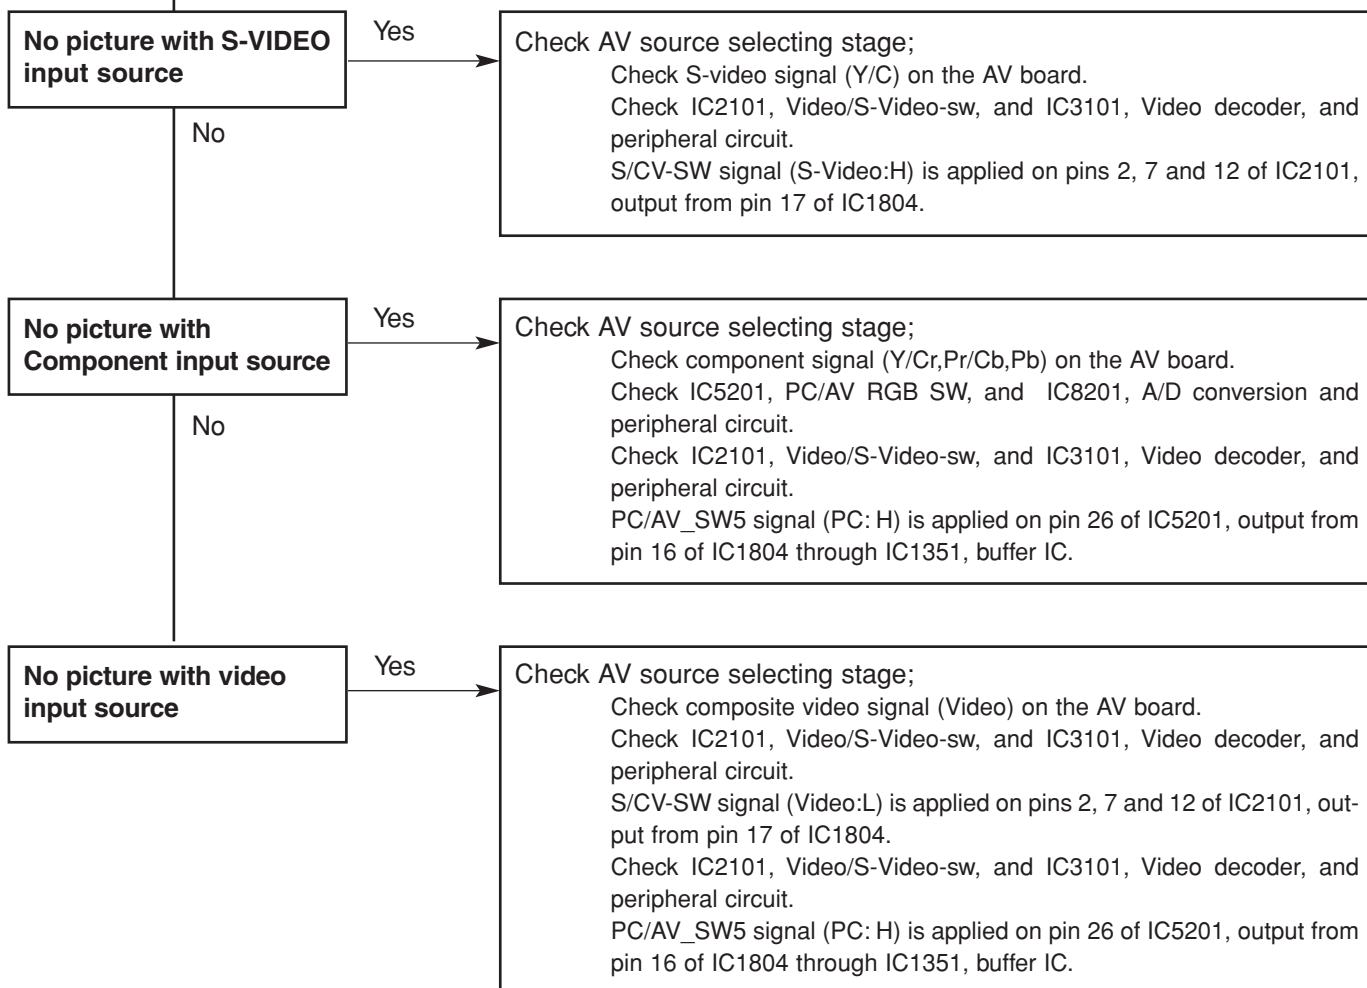 No picture with S-VIDEO
input source
Yes
Check AV source selecting stage;
Check S-video signal (Y/C) on the AV board.
Check IC2101, Video/S-Video-sw, and IC3101, Video decoder, and
peripheral circuit.
S/CV-SW signal (S-Video:H) is applied on pins 2, 7 and 12 of IC2101,
output from pin 17 of IC1804.
No
No picture with
Component input source
Yes
Check AV source selecting stage;
Check component signal (Y/Cr,Pr/Cb,Pb) on the AV board.
Check IC5201, PC/AV RGB SW, and IC8201, A/D conversion and
peripheral circuit.
Check IC2101, Video/S-Video-sw, and IC3101, Video decoder, and
peripheral circuit.
PC/AV_SW5 signal (PC: H) is applied on pin 26 of IC5201, output from
pin 16 of IC1804 through IC1351, buffer IC.
No
No picture with video
input source
Yes
Check AV source selecting stage;
Check composite video signal (Video) on the AV board.
Check IC2101, Video/S-Video-sw, and IC3101, Video decoder, and
peripheral circuit.
S/CV-SW signal (Video:L) is applied on pins 2, 7 and 12 of IC2101, out-
put from pin 17 of IC1804.
Check IC2101, Video/S-Video-sw, and IC3101, Video decoder, and
peripheral circuit.
PC/AV_SW5 signal (PC: H) is applied on pin 26 of IC5201, output from
pin 16 of IC1804 through IC1351, buffer IC.